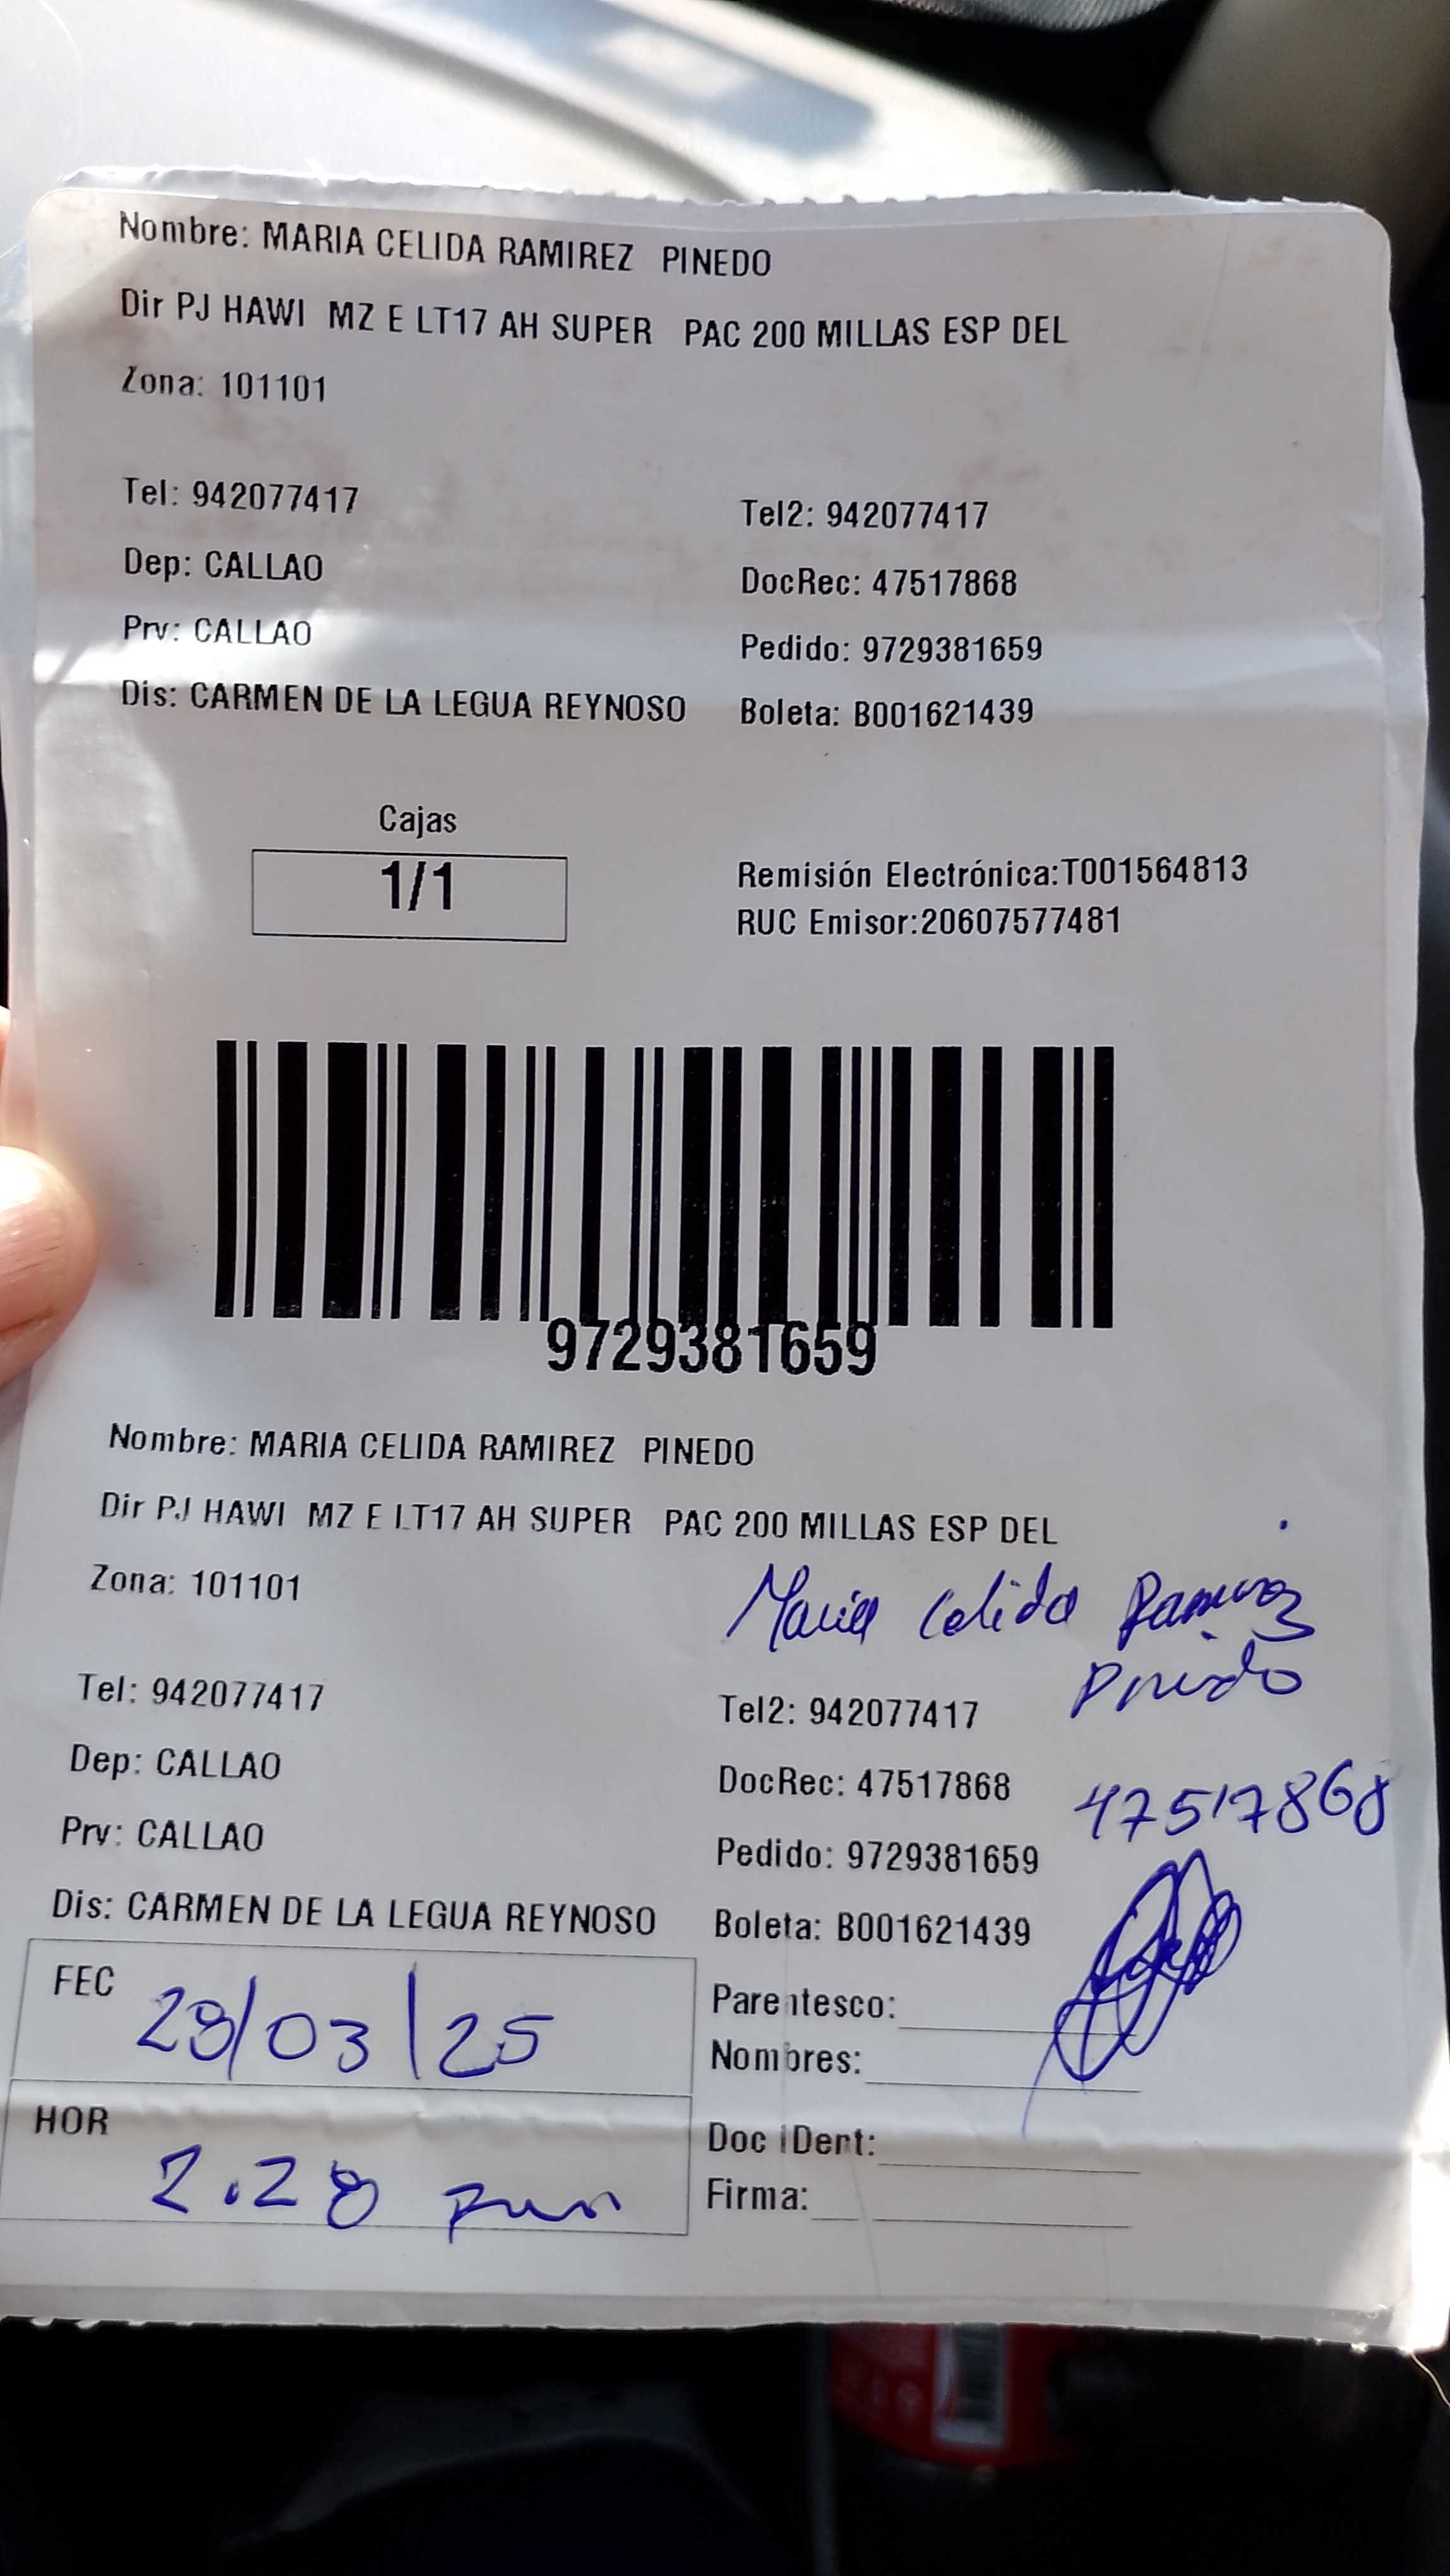 Nombre: MARIA CELIDA RAMIREZ PINEDO
Dir PJ HAWI MZ E LT17 AH SUPER PAC 200 MILLAS ESP DEL
Zona: 101101
Tel: 942077417 Tel2: 942077417
Dep: CALLAO DocRec: 47517868
Prv: CALLAO Pedido: 9729381659
Dis: CARMEN DE LA LEGUA REYNOSO Boleta: B001621439
Cajas
1/1
Remisión Electrónica:T001564813
RUC Emisor:20607577481
9729381659
Nombre: MARIA CELIDA RAMIREZ PINEDO
Dir PJ HAWI MZ E LT17 AH SUPER PAC 200 MILLAS ESP DEL
Zona: 101101
Maria Celida Ramirez
Pinedo
Tel: 942077417 Tel2: 942077417
Dep: CALLAO DocRec: 47517868 47517868
Prv: CALLAO Pedido: 9729381659
Dis: CARMEN DE LA LEGUA REYNOSO Boleta: B001621439
FEC 29/03/25
Parentesco:
Nombres:
HOR 2.28 pm
Doc iDent:
Firma: